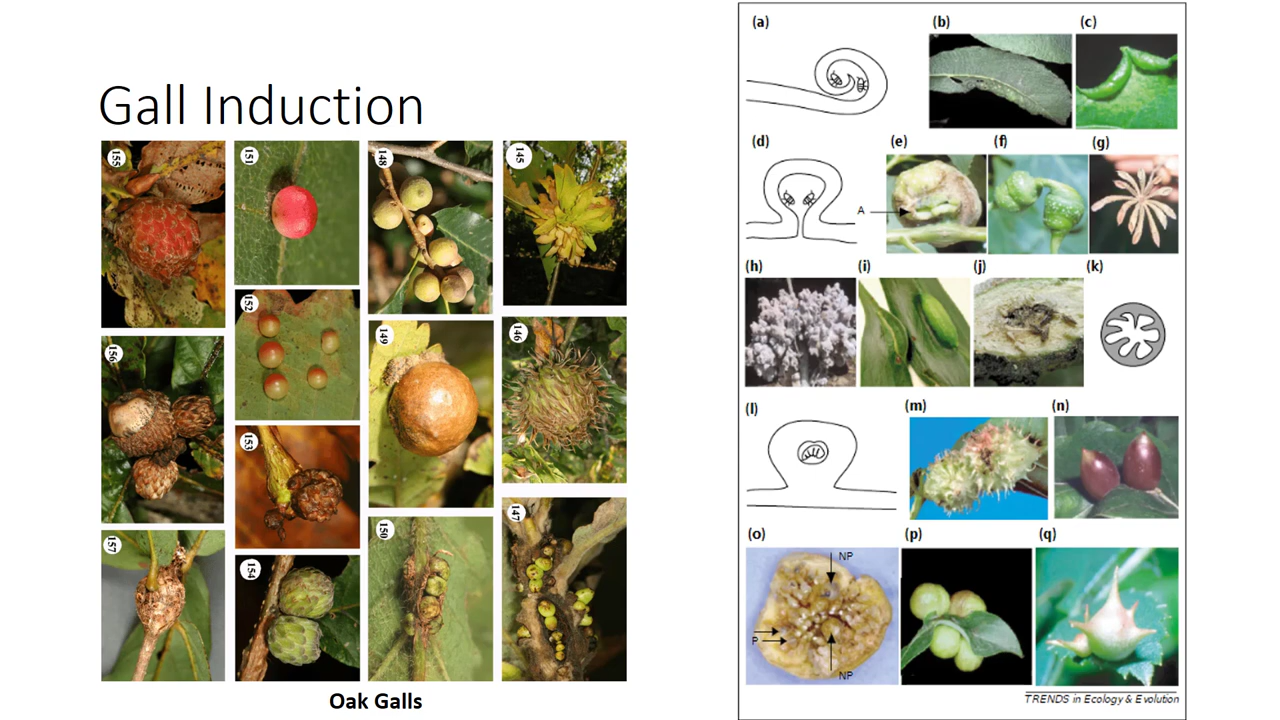 Gall Induction
155
151
148
145
152
156
149
146
153
157
154
150
147
Oak Galls
(a)
(b)
(c)
(d)
(e)
(f)
(g)
A
(h)
(i)
(j)
(k)
(l)
(m)
(n)
(o)
(p)
(q)
NP
P
NP
TRENDS in Ecology & Evolution